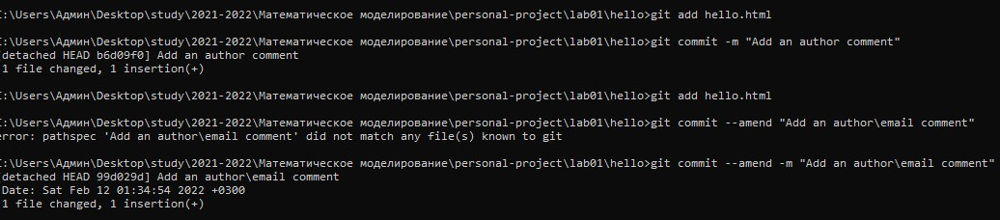 C:\Users\Админ\Desktop\study\2021-2022\Математическое моделирование\personal-project\lab01\hello>git add hello.html
C:\Users\Админ\Desktop\study\2021-2022\Математическое моделирование\personal-project\lab01\hello>git commit -m "Add an author comment"
[detached HEAD b6d09f0] Add an author comment
1 file changed, 1 insertion(+)
C:\Users\Админ\Desktop\study\2021-2022\Математическое моделирование\personal-project\lab01\hello>git add hello.html
C:\Users\Админ\Desktop\study\2021-2022\Математическое моделирование\personal-project\lab01\hello>git commit --amend "Add an author\email comment"
error: pathspec 'Add an author\email comment' did not match any file(s) known to git
C:\Users\Админ\Desktop\study\2021-2022\Математическое моделирование\personal-project\lab01\hello>git commit --amend -m "Add an author\email comment"
[detached HEAD 99d029d] Add an author\email comment
Date: Sat Feb 12 01:34:54 2022 +0300
1 file changed, 1 insertion(+)